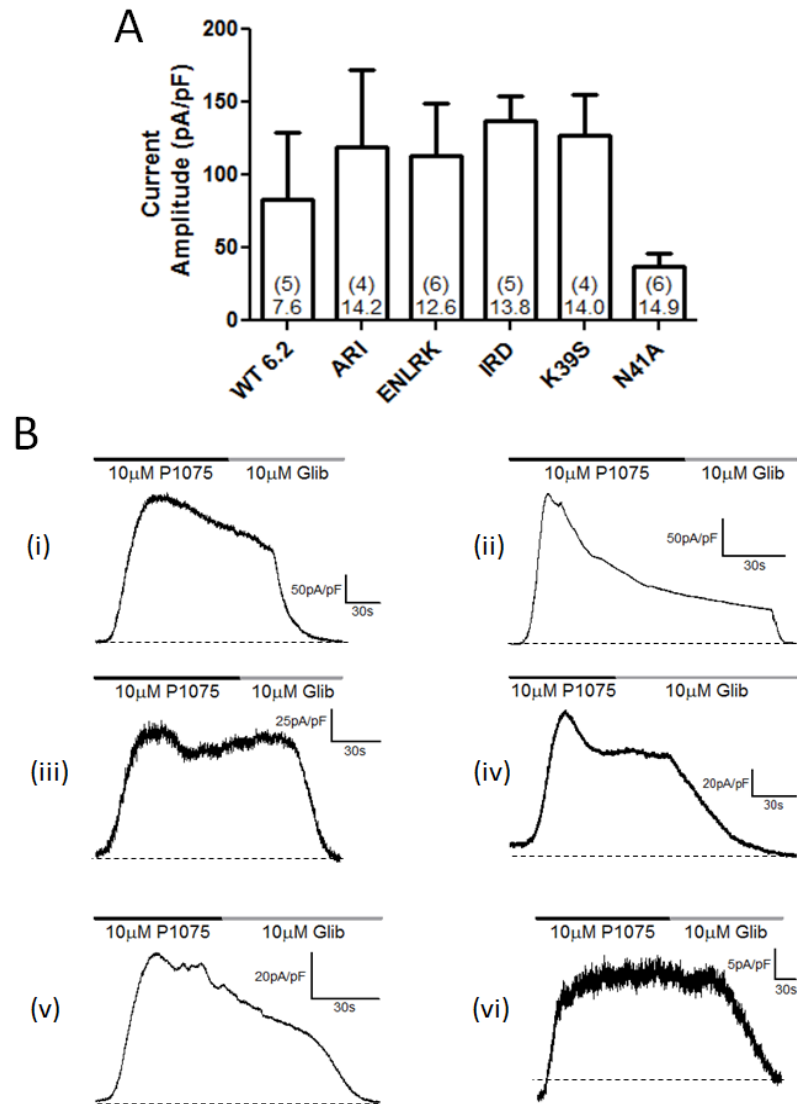 A
Current
Amplitude (pA/pF)
200
150
100
50
0
(5) (4) (6) (5) (4) (6)
7.6 14.2 12.6 13.8 14.0 14.9
WT 6.2 ARI ENLRK IRD K39S N41A
B
10μM P1075 10μM Glib
(i)
50pA/pF
30s
10μM P1075 10μM Glib
(ii)
50pA/pF
30s
10μM P1075 10μM Glib
(iii)
25pA/pF
30s
10μM P1075 10μM Glib
(iv)
20pA/pF
30s
10μM P1075 10μM Glib
(v)
20pA/pF
30s
10μM P1075 10μM Glib
(vi)
5pA/pF
30s